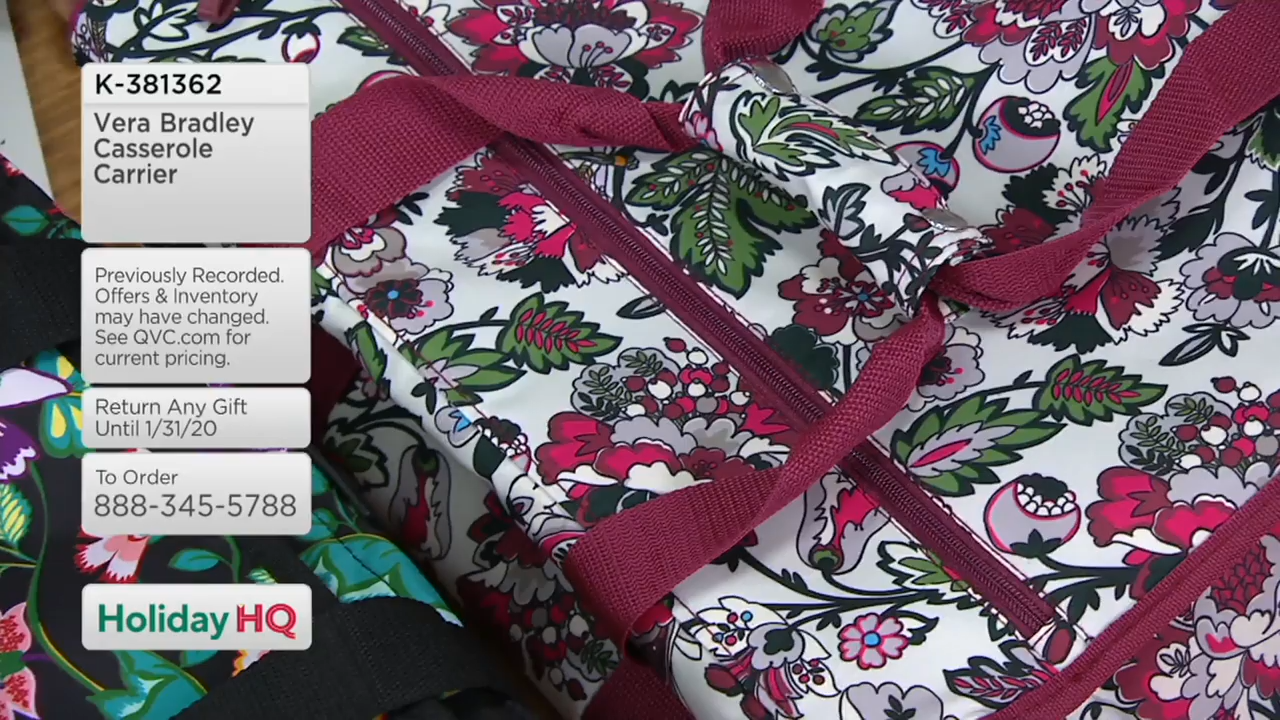 K-381362
Vera Bradley
Casserole
Carrier
Previously Recorded.
Offers & Inventory
may have changed.
See QVC.com for
current pricing.
Return Any Gift
Until 1/31/20
To Order
888-345-5788
Holiday HQ